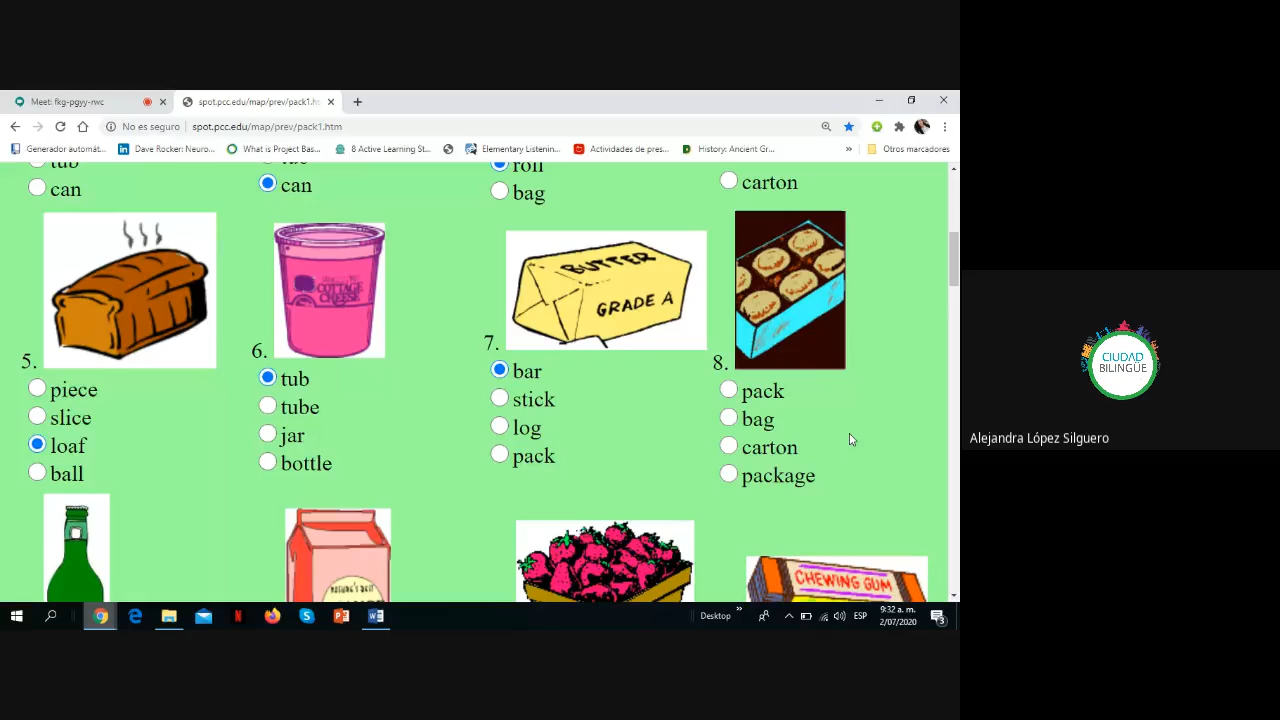 Meet: fkg-pgyy-nwc
spot.pcc.edu/map/prev/pack1.ht
No es seguro
spot.pcc.edu/map/prev/pack1.htm
Generador automát...
Dave Rocker: Neuro...
What is Project Bas...
8 Active Learning St...
Elementary Listenin...
Actividades de pres...
History: Ancient Gr...
»
Otros marcadores
tub
can
can
roll
bag
carton
5.
piece
slice
loaf
ball
COTTAGE
CHEESE
6.
tub
tube
jar
bottle
BUTTER
GRADE A
7.
bar
stick
log
pack
8.
pack
bag
carton
package
CHEWING GUM
CIUDAD
BILINGÜE
Alejandra López Silguero
Desktop
»
ESP
9:32 a. m.
2/07/2020
3